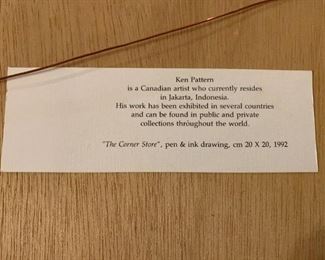 Ken Pattern
is a Canadian artist who currently resides
in Jakarta, Indonesia.
His work has been exhibited in several countries
and can be found in public and private
collections throughout the world.
"The Corner Store", pen & ink drawing, cm 20 X 20, 1992